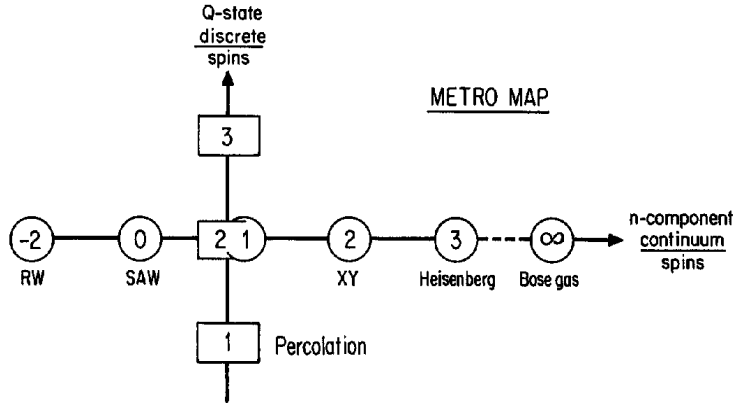 Q-state
discrete
spins
METRO MAP
3
-2
0
2
1
2
3
∞
n-component
continuum
spins
RW
SAW
XY
Heisenberg
Bose gas
1
Percolation